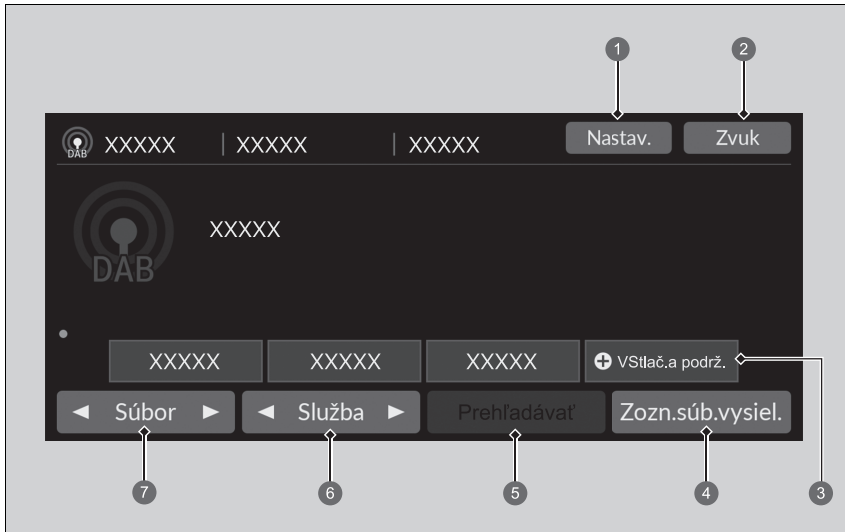 1 2
DAB XXXXX | XXXXX | XXXXX Nastav. Zvuk
DAB XXXXX
XXXXX XXXXX XXXXX VStlač.a podrž.
◄ Súbor ► ◄ Služba ► Prehľadávať Zozn.súb.vysiel.
3
7 6 5 4